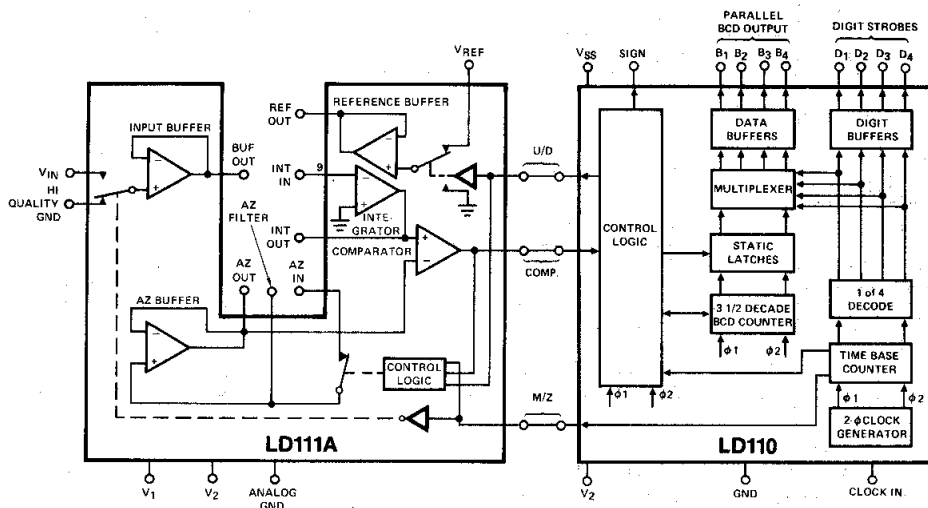 PARALLEL
BCD OUTPUT
DIGIT STROBES
VREF
VSS
SIGN
B1 B2 B3 B4
D1 D2 D3 D4
REF
OUT
REFERENCE BUFFER
INPUT BUFFER
DATA
BUFFERS
DIGIT
BUFFERS
BUF
OUT
VIN
HI
QUALITY
GND
INT
IN
9
U/D
MULTIPLEXER
INTE-
GRATOR
AZ
FILTER
INT
OUT
COMPARATOR
CONTROL
LOGIC
STATIC
LATCHES
AZ
OUT
AZ
IN
COMP.
AZ BUFFER
3 1/2 DECADE
BCD COUNTER
1 of 4
DECODE
φ1 φ2
TIME BASE
COUNTER
CONTROL
LOGIC
φ1 φ2
φ1 φ2
M/Z
2-φ CLOCK
GENERATOR
LD111A
LD110
V1
V2
ANALOG
GND
V2
GND
CLOCK IN